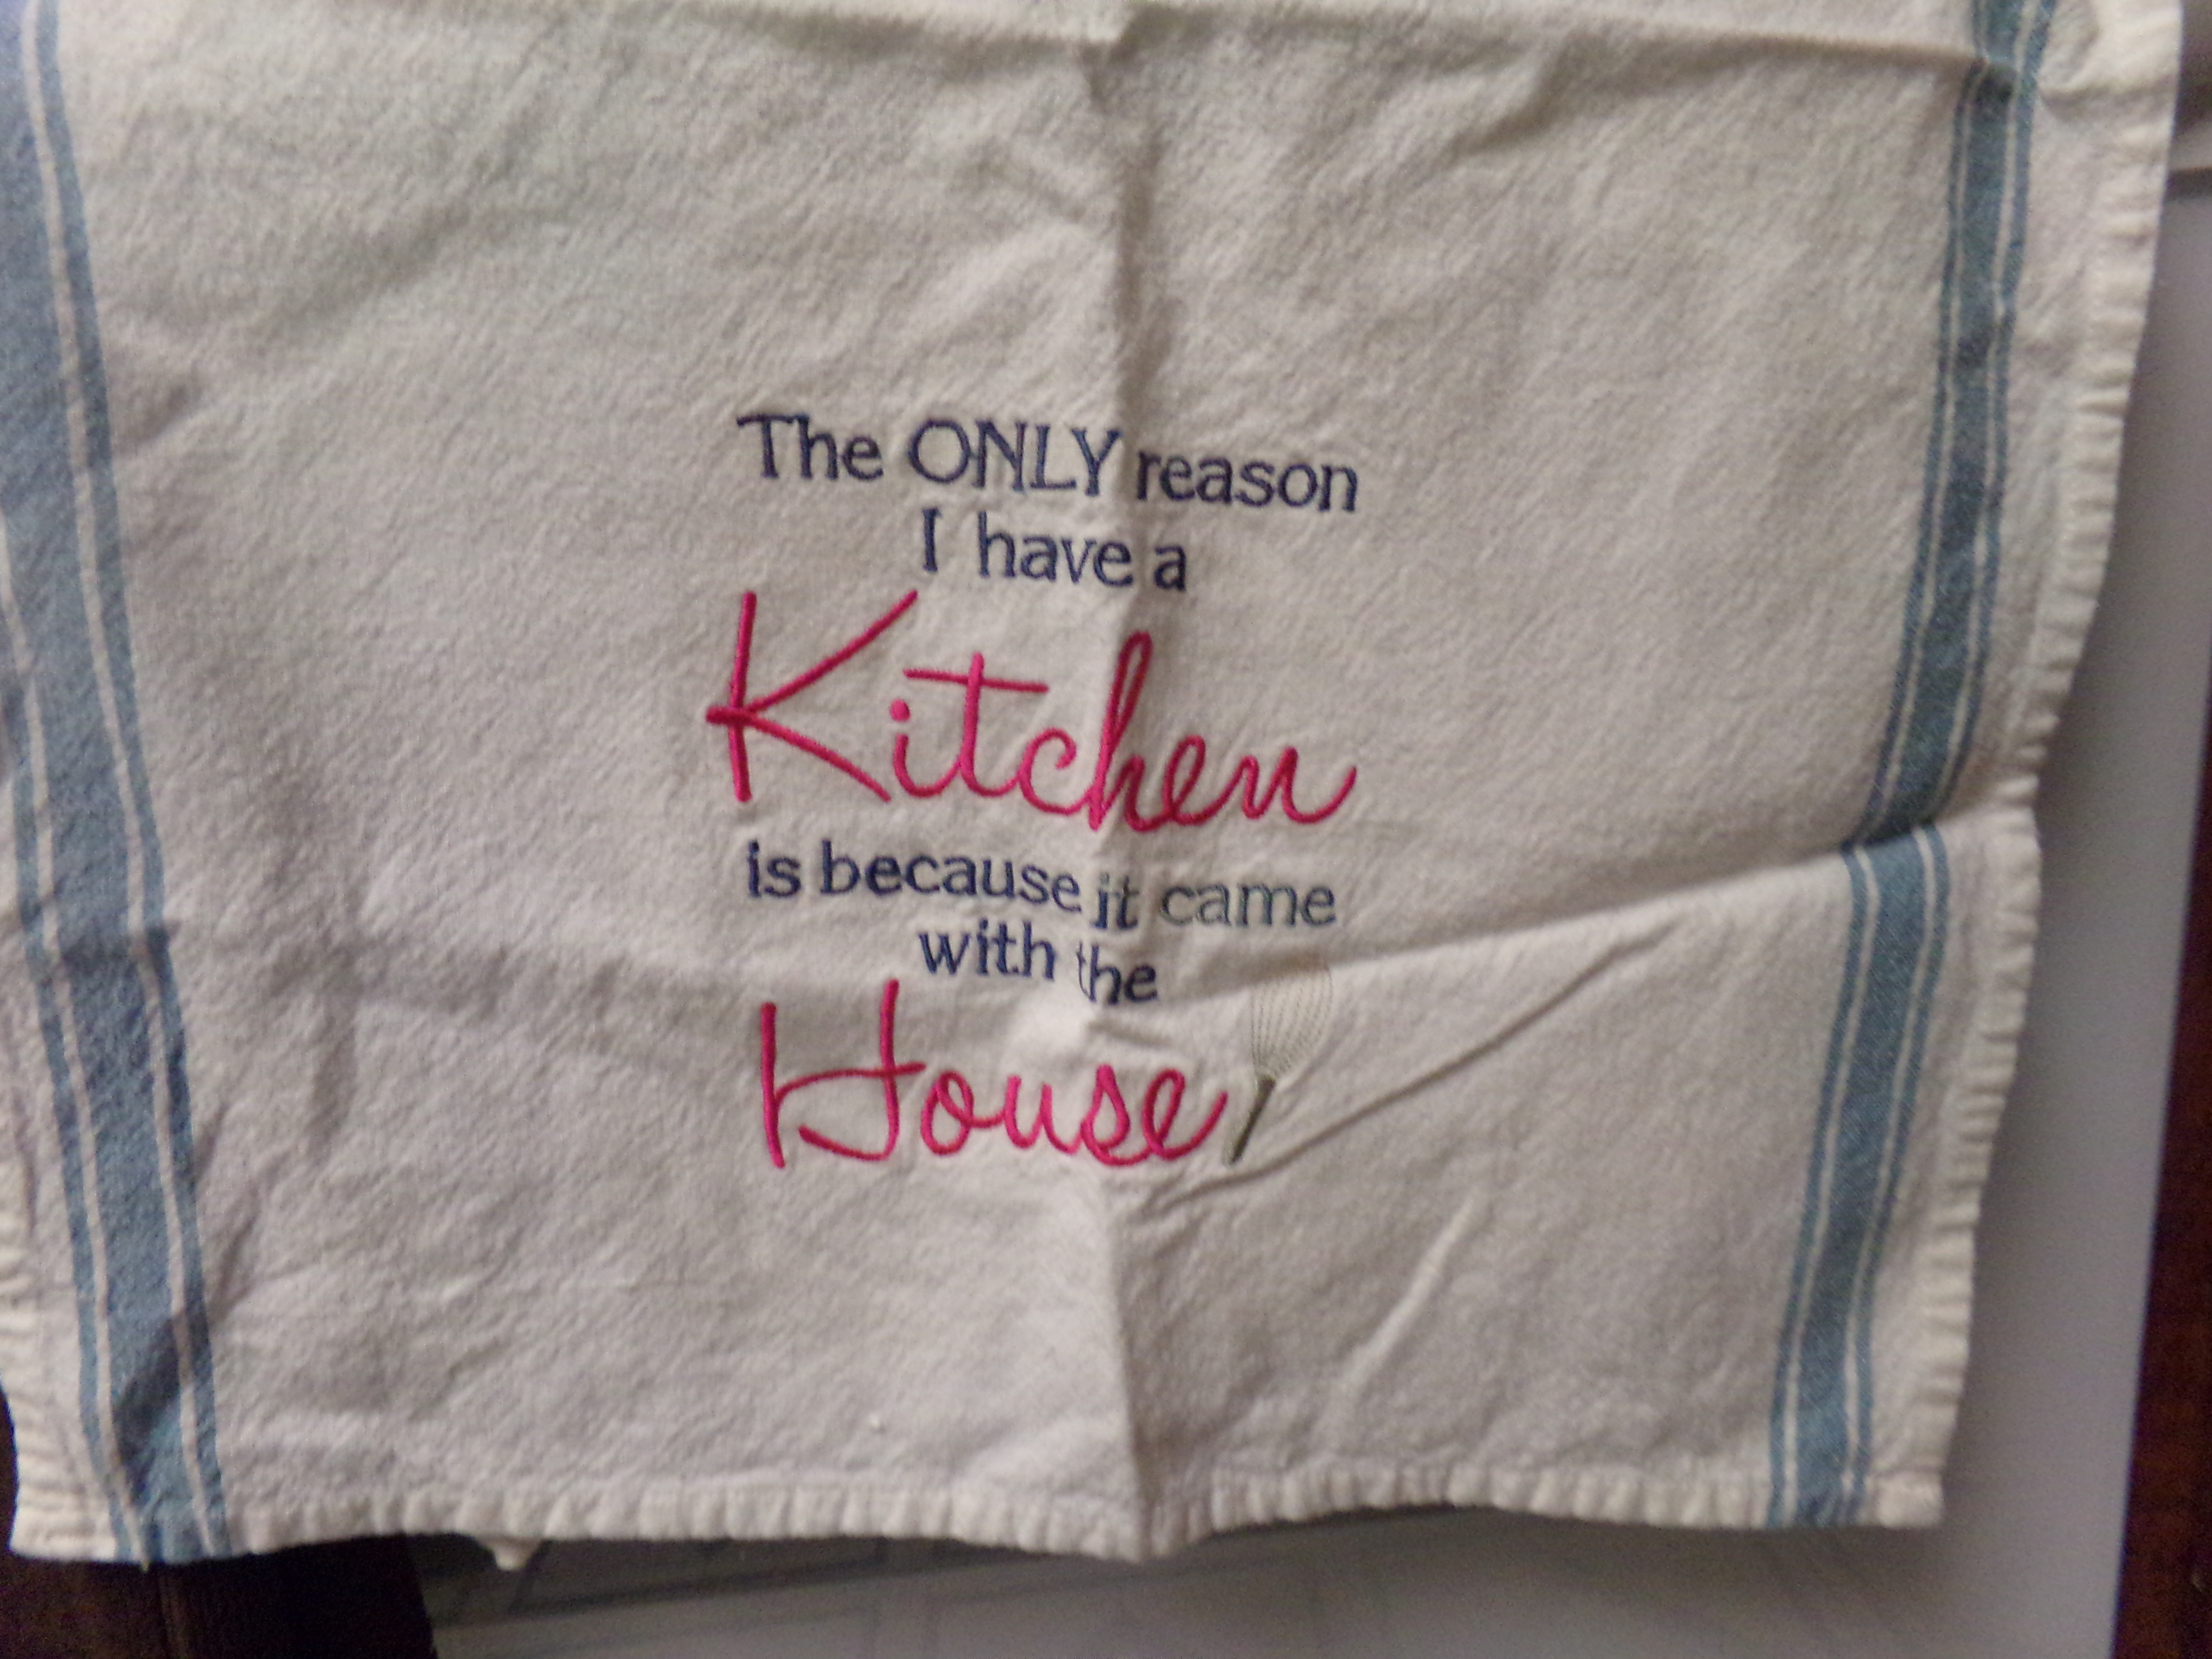 The ONLY reason
I have a
Kitchen
is because it came
with the
House